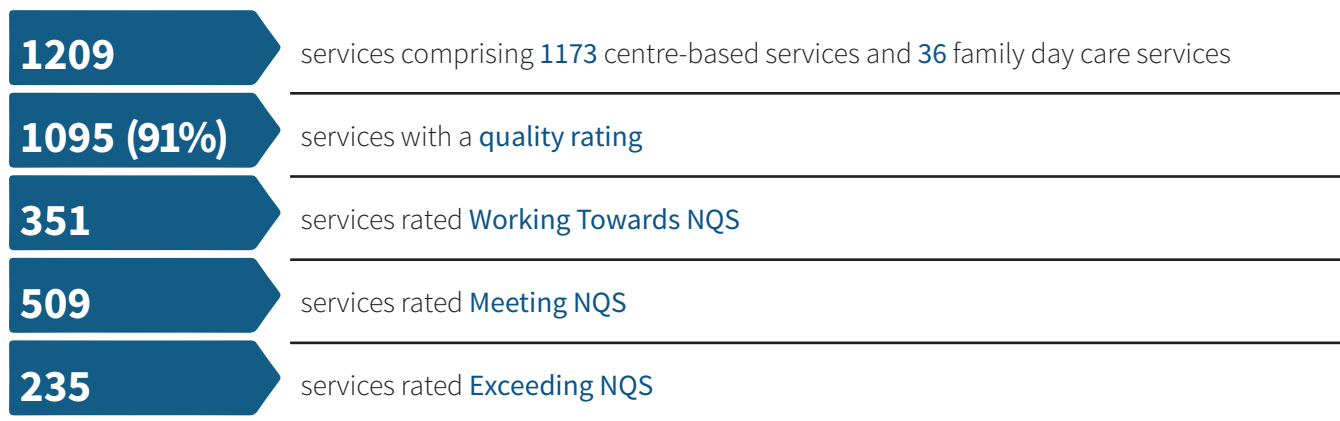 1209 services comprising 1173 centre-based services and 36 family day care services
1095 (91%) services with a quality rating
351 services rated Working Towards NQS
509 services rated Meeting NQS
235 services rated Exceeding NQS